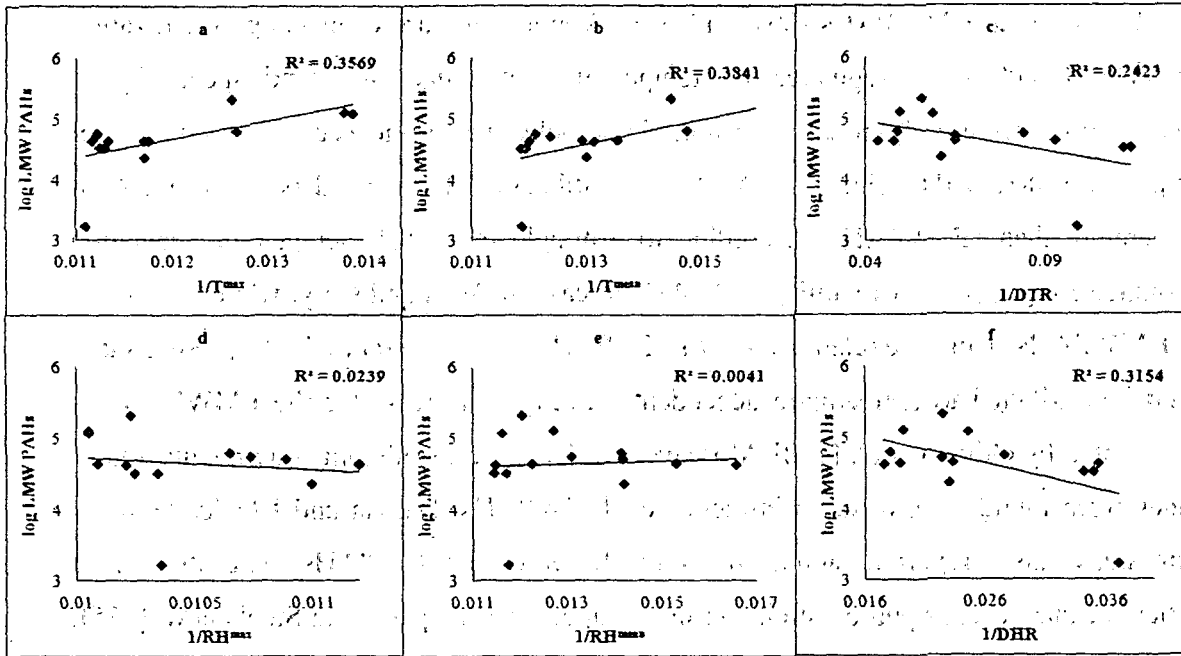 a
R² = 0.3569
log LMW PAHs
6
5
4
3
0.011
0.012
0.013
0.014
1/Tmax
b
R² = 0.3841
log LMW PAHs
6
5
4
3
0.011
0.013
0.015
1/Tmean
c
R² = 0.2423
log LMW PAHs
6
5
4
3
0.04
0.09
1/DTR
d
R² = 0.0239
log LMW PAHs
6
5
4
3
0.01
0.0105
0.011
1/RHmax
e
R² = 0.0041
log LMW PAHs
6
5
4
3
0.011
0.013
0.015
0.017
1/RHmean
f
R² = 0.3154
log LMW PAHs
6
5
4
3
0.016
0.026
0.036
1/DHR